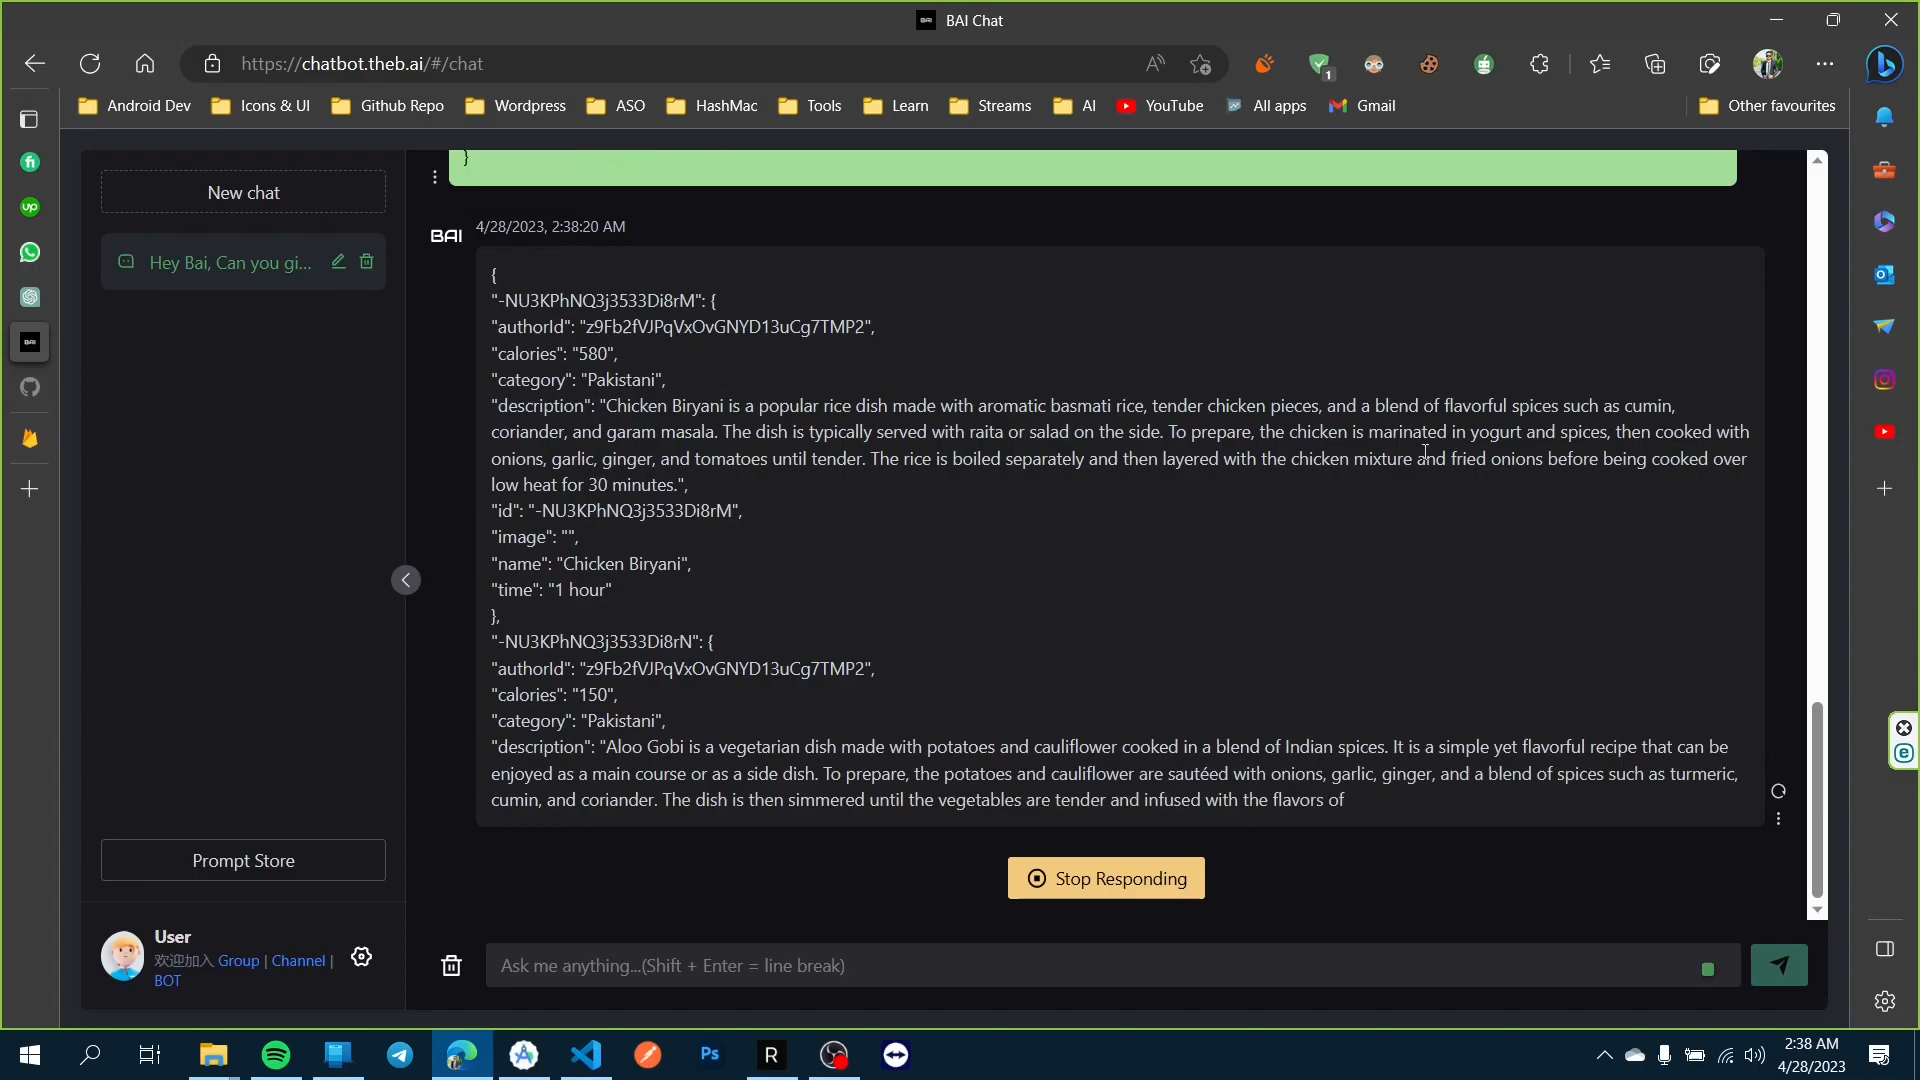 BAI
BAI Chat
https://chatbot.theb.ai/#/chat
1
Android Dev
Icons & UI
Github Repo
Wordpress
ASO
HashMac
Tools
Learn
Streams
AI
YouTube
All apps
Gmail
Other favourites
New chat
Hey Bai, Can you gi...
}
BAI
4/28/2023, 2:38:20 AM
{
"-NU3KPhNQ3j3533Di8rM": {
"authorId": "z9Fb2fVJPqVxOvGNYD13uCg7TMP2",
"calories": "580",
"category": "Pakistani",
"description": "Chicken Biryani is a popular rice dish made with aromatic basmati rice, tender chicken pieces, and a blend of flavorful spices such as cumin,
coriander, and garam masala. The dish is typically served with raita or salad on the side. To prepare, the chicken is marinated in yogurt and spices, then cooked with
onions, garlic, ginger, and tomatoes until tender. The rice is boiled separately and then layered with the chicken mixture and fried onions before being cooked over
low heat for 30 minutes.",
"id": "-NU3KPhNQ3j3533Di8rM",
"image": "",
"name": "Chicken Biryani",
"time": "1 hour"
},
"-NU3KPhNQ3j3533Di8rN": {
"authorId": "z9Fb2fVJPqVxOvGNYD13uCg7TMP2",
"calories": "150",
"category": "Pakistani",
"description": "Aloo Gobi is a vegetarian dish made with potatoes and cauliflower cooked in a blend of Indian spices. It is a simple yet flavorful recipe that can be
enjoyed as a main course or as a side dish. To prepare, the potatoes and cauliflower are sautéed with onions, garlic, ginger, and a blend of spices such as turmeric,
cumin, and coriander. The dish is then simmered until the vegetables are tender and infused with the flavors of
Stop Responding
Prompt Store
User
欢迎加入 Group | Channel |
BOT
Ask me anything...(Shift + Enter = line break)
Ps
R
2:38 AM
4/28/2023